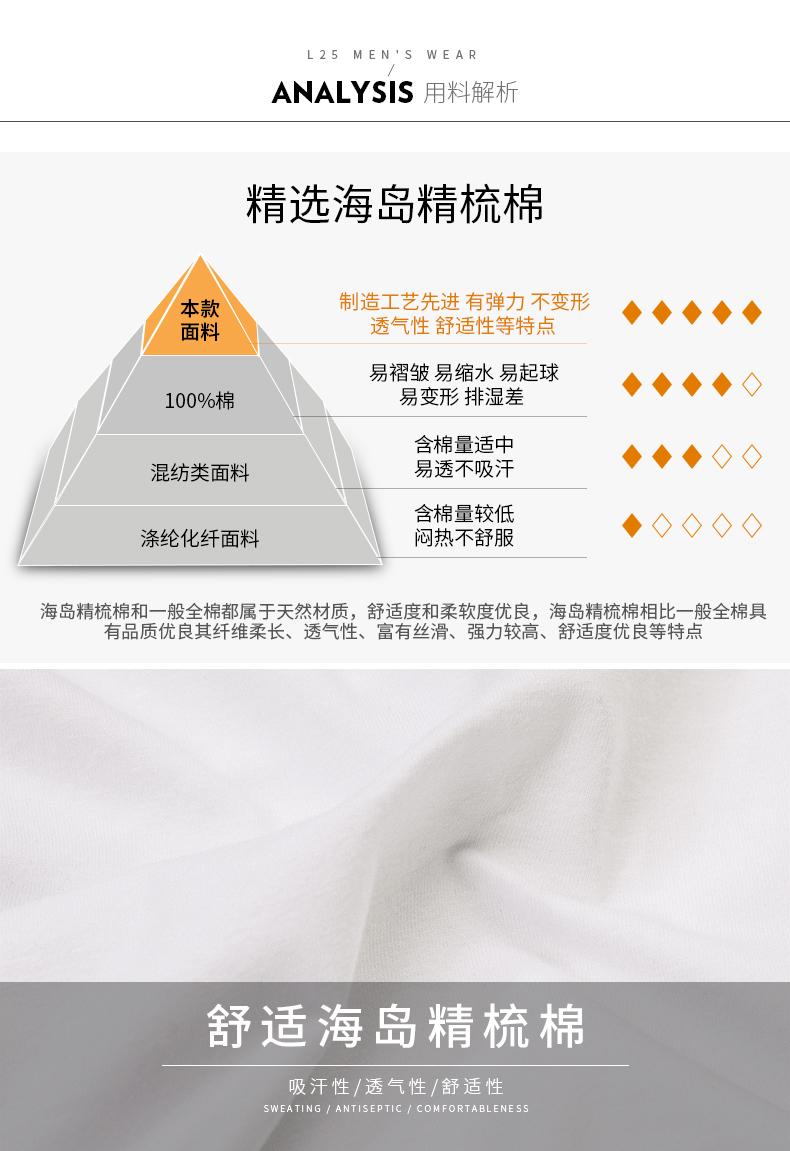 L25 MEN'S WEAR
/
ANALYSIS 用料解析
精选海岛精梳棉
本款
面料
制造工艺先进 有弹力 不变形
透气性 舒适性等特点
100%棉
易褶皱 易缩水 易起球
易变形 排湿差
混纺类面料
含棉量适中
易透不吸汗
涤纶化纤面料
含棉量较低
闷热不舒服
海岛精梳棉和一般全棉都属于天然材质，舒适度和柔软度优良，海岛精梳棉相比一般全棉具
有品质优良其纤维柔长、透气性、富有丝滑、强力较高、舒适度优良等特点
舒适海岛精梳棉
吸汗性/透气性/舒适性
SWEATING / ANTISEPTIC / COMFORTABLENESS